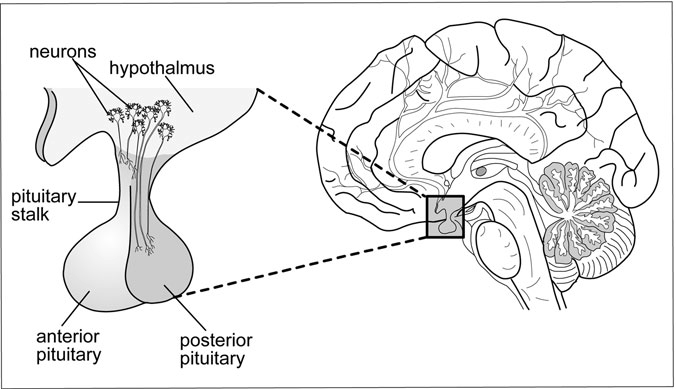 neurons
hypothalmus
pituitary
stalk
anterior
pituitary
posterior
pituitary